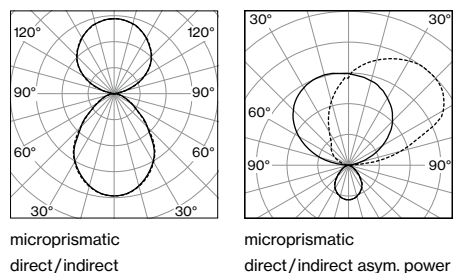 120° 120°
90° 90°
60° 60°
30° 30°
microprismatic
direct/indirect
30° 30°
60°
90° 90°
microprismatic
direct/indirect asym. power